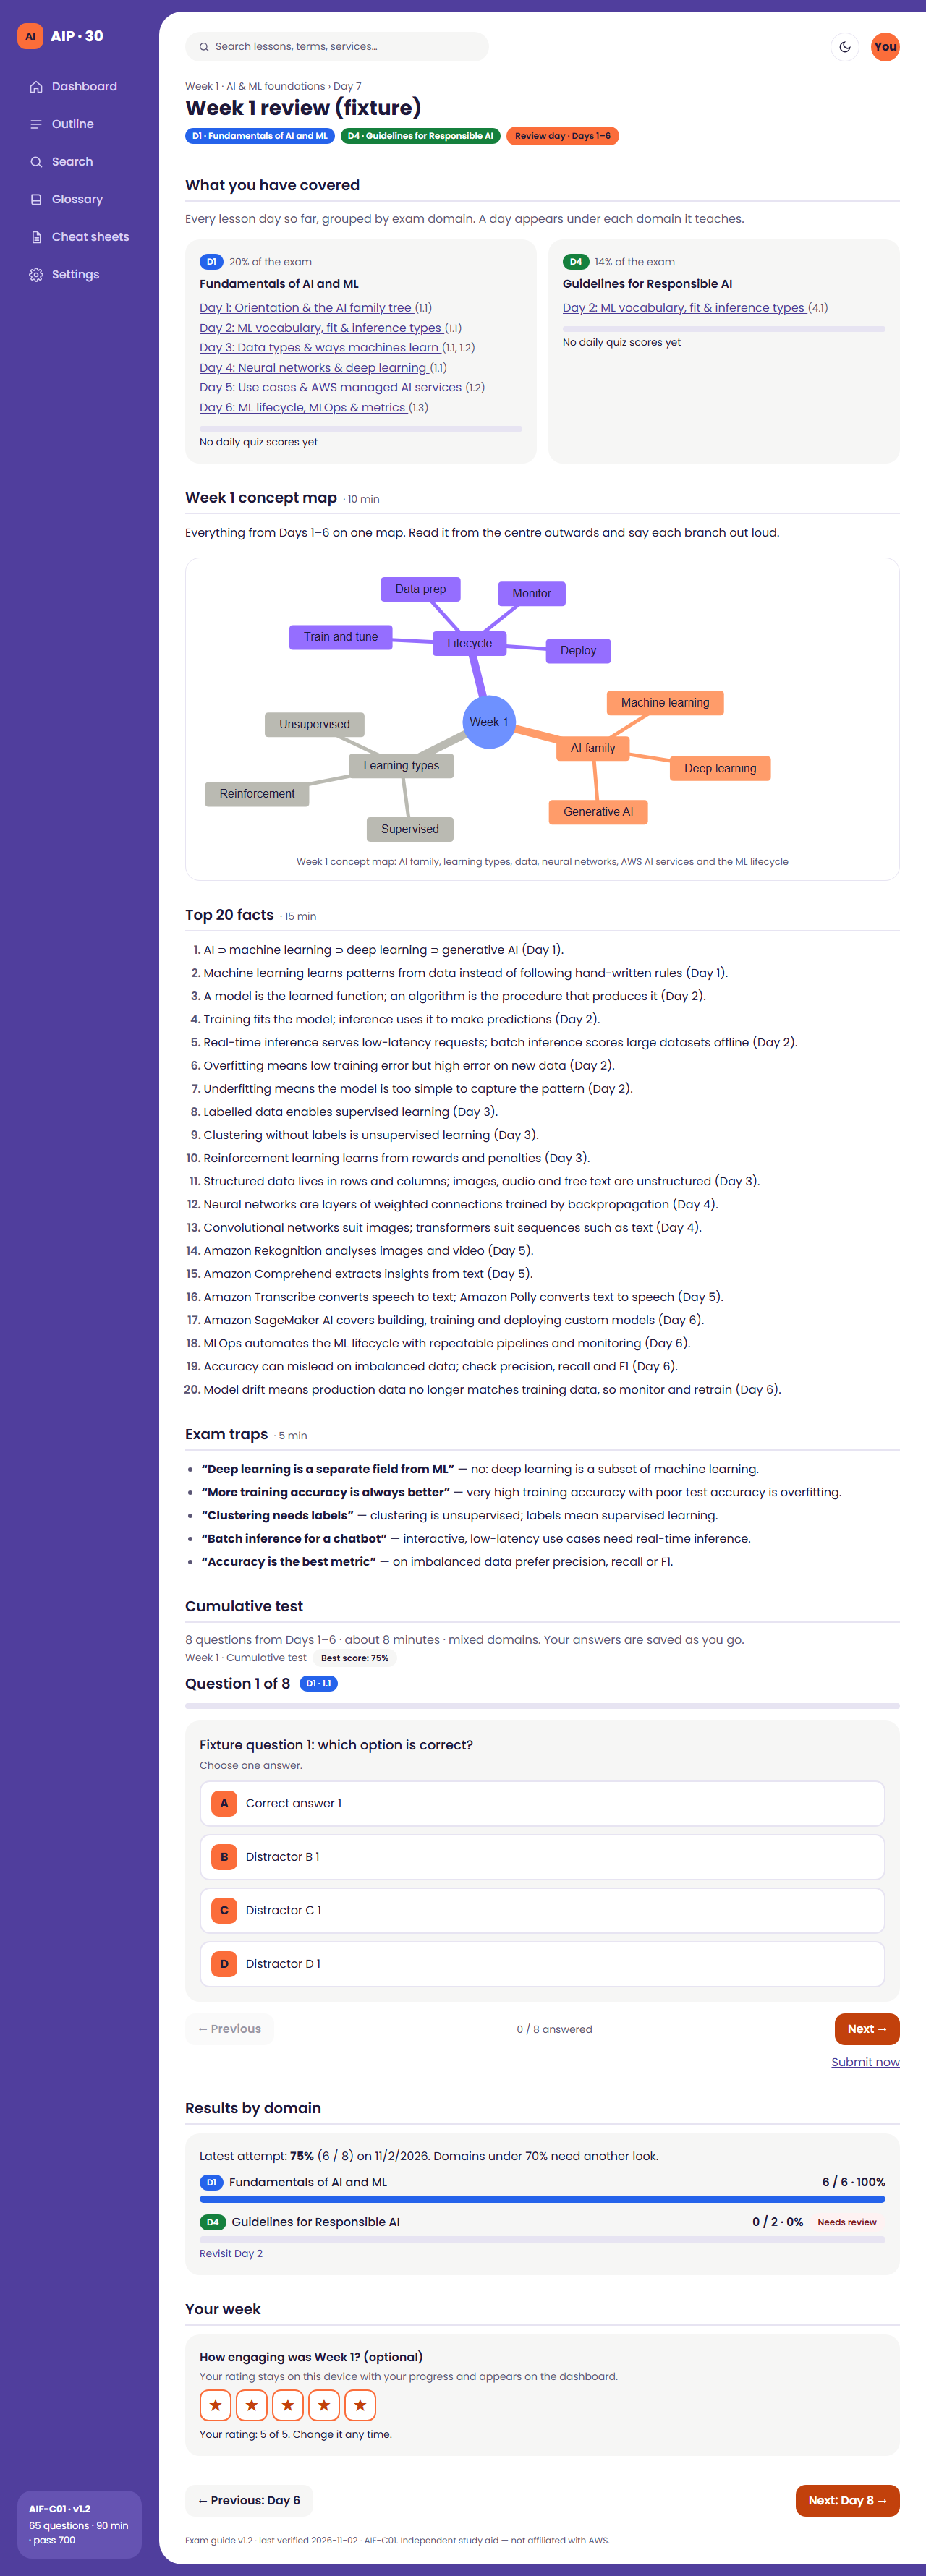 AI AIP · 30
Dashboard
Outline
Search
Glossary
Cheat sheets
Settings
AIF-C01 · v1.2
65 questions · 90 min
· pass 700
Search lessons, terms, services...
You
Week 1 · AI & ML foundations › Day 7
Week 1 review (fixture)
D1 · Fundamentals of AI and ML D4 · Guidelines for Responsible AI Review day · Days 1–6
What you have covered
Every lesson day so far, grouped by exam domain. A day appears under each domain it teaches.
D1 20% of the exam
Fundamentals of AI and ML
Day 1: Orientation & the AI family tree (1.1)
Day 2: ML vocabulary, fit & inference types (1.1)
Day 3: Data types & ways machines learn (1.1, 1.2)
Day 4: Neural networks & deep learning (1.1)
Day 5: Use cases & AWS managed AI services (1.2)
Day 6: ML lifecycle, MLOps & metrics (1.3)
No daily quiz scores yet
D4 14% of the exam
Guidelines for Responsible AI
Day 2: ML vocabulary, fit & inference types (4.1)
No daily quiz scores yet
Week 1 concept map · 10 min
Everything from Days 1–6 on one map. Read it from the centre outwards and say each branch out loud.
Data prep
Monitor
Train and tune
Lifecycle
Deploy
Machine learning
Unsupervised
Week 1
AI family
Learning types
Deep learning
Reinforcement
Generative AI
Supervised
Week 1 concept map: AI family, learning types, data, neural networks, AWS AI services and the ML lifecycle
Top 20 facts · 15 min
1. AI ⊃ machine learning ⊃ deep learning ⊃ generative AI (Day 1).
2. Machine learning learns patterns from data instead of following hand-written rules (Day 1).
3. A model is the learned function; an algorithm is the procedure that produces it (Day 2).
4. Training fits the model; inference uses it to make predictions (Day 2).
5. Real-time inference serves low-latency requests; batch inference scores large datasets offline (Day 2).
6. Overfitting means low training error but high error on new data (Day 2).
7. Underfitting means the model is too simple to capture the pattern (Day 2).
8. Labelled data enables supervised learning (Day 3).
9. Clustering without labels is unsupervised learning (Day 3).
10. Reinforcement learning learns from rewards and penalties (Day 3).
11. Structured data lives in rows and columns; images, audio and free text are unstructured (Day 3).
12. Neural networks are layers of weighted connections trained by backpropagation (Day 4).
13. Convolutional networks suit images; transformers suit sequences such as text (Day 4).
14. Amazon Rekognition analyses images and video (Day 5).
15. Amazon Comprehend extracts insights from text (Day 5).
16. Amazon Transcribe converts speech to text; Amazon Polly converts text to speech (Day 5).
17. Amazon SageMaker AI covers building, training and deploying custom models (Day 6).
18. MLOps automates the ML lifecycle with repeatable pipelines and monitoring (Day 6).
19. Accuracy can mislead on imbalanced data; check precision, recall and F1 (Day 6).
20. Model drift means production data no longer matches training data, so monitor and retrain (Day 6).
Exam traps · 5 min
• “Deep learning is a separate field from ML” — no: deep learning is a subset of machine learning.
• “More training accuracy is always better” — very high training accuracy with poor test accuracy is overfitting.
• “Clustering needs labels” — clustering is unsupervised; labels mean supervised learning.
• “Batch inference for a chatbot” — interactive, low-latency use cases need real-time inference.
• “Accuracy is the best metric” — on imbalanced data prefer precision, recall or F1.
Cumulative test
8 questions from Days 1–6 · about 8 minutes · mixed domains. Your answers are saved as you go.
Week 1 · Cumulative test Best score: 75%
Question 1 of 8 D1 · 1.1
Fixture question 1: which option is correct?
Choose one answer.
A Correct answer 1
B Distractor B 1
C Distractor C 1
D Distractor D 1
← Previous 0 / 8 answered Next →
Submit now
Results by domain
Latest attempt: 75% (6 / 8) on 11/2/2026. Domains under 70% need another look.
D1 Fundamentals of AI and ML 6 / 6 · 100%
D4 Guidelines for Responsible AI 0 / 2 · 0% Needs review
Revisit Day 2
Your week
How engaging was Week 1? (optional)
Your rating stays on this device with your progress and appears on the dashboard.
★ ★ ★ ★ ★
Your rating: 5 of 5. Change it any time.
← Previous: Day 6 Next: Day 8 →
Exam guide v1.2 · last verified 2026-11-02 · AIF-C01. Independent study aid — not affiliated with AWS.